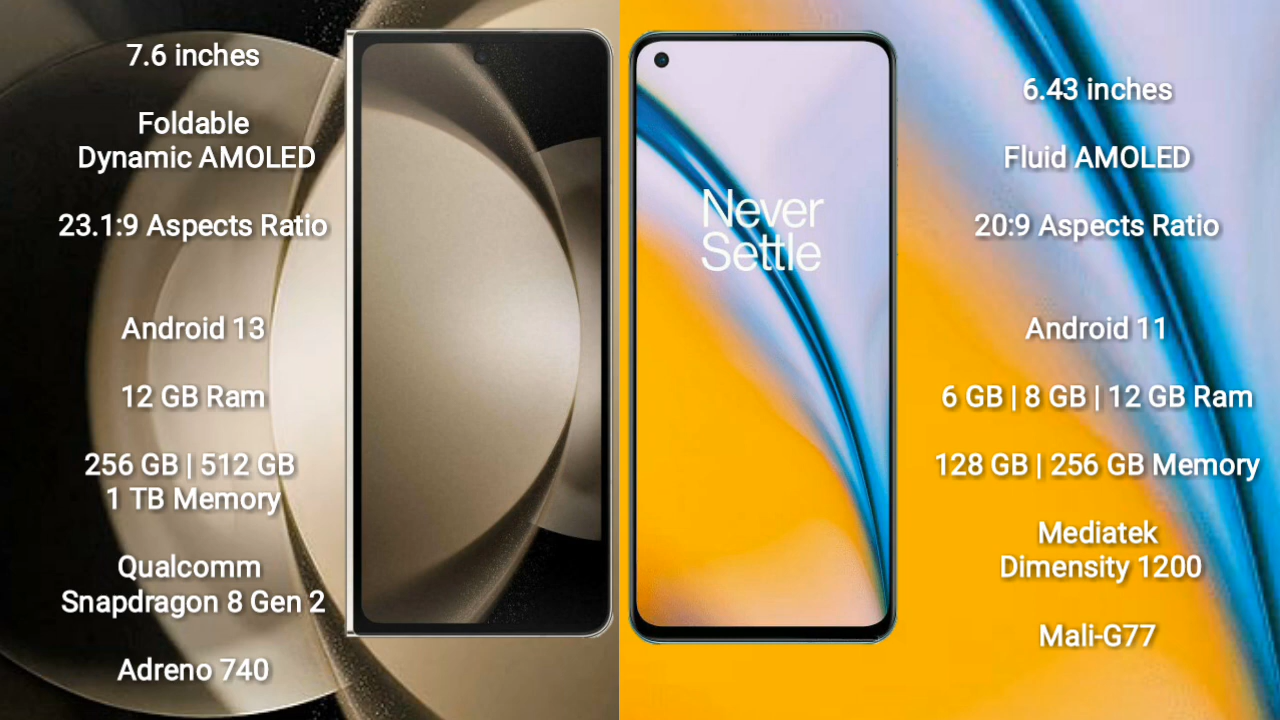 7.6 inches
Foldable
Dynamic AMOLED
23.1:9 Aspects Ratio
Android 13
12 GB Ram
256 GB | 512 GB
1 TB Memory
Qualcomm
Snapdragon 8 Gen 2
Adreno 740
Never
Settle
6.43 inches
Fluid AMOLED
20:9 Aspects Ratio
Android 11
6 GB | 8 GB | 12 GB Ram
128 GB | 256 GB Memory
Mediatek
Dimensity 1200
Mali-G77